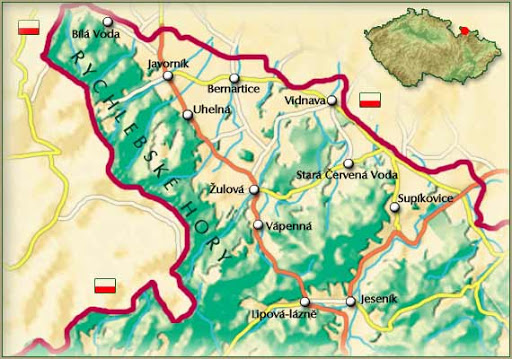 Bílá Voda
Javorník
Bernartice
Vidnava
Uhelná
RYCHLEBSKÉ HORY
Stará Červená Voda
Žulová
Supíkovice
Vápenná
Lipová-lázně
Jeseník